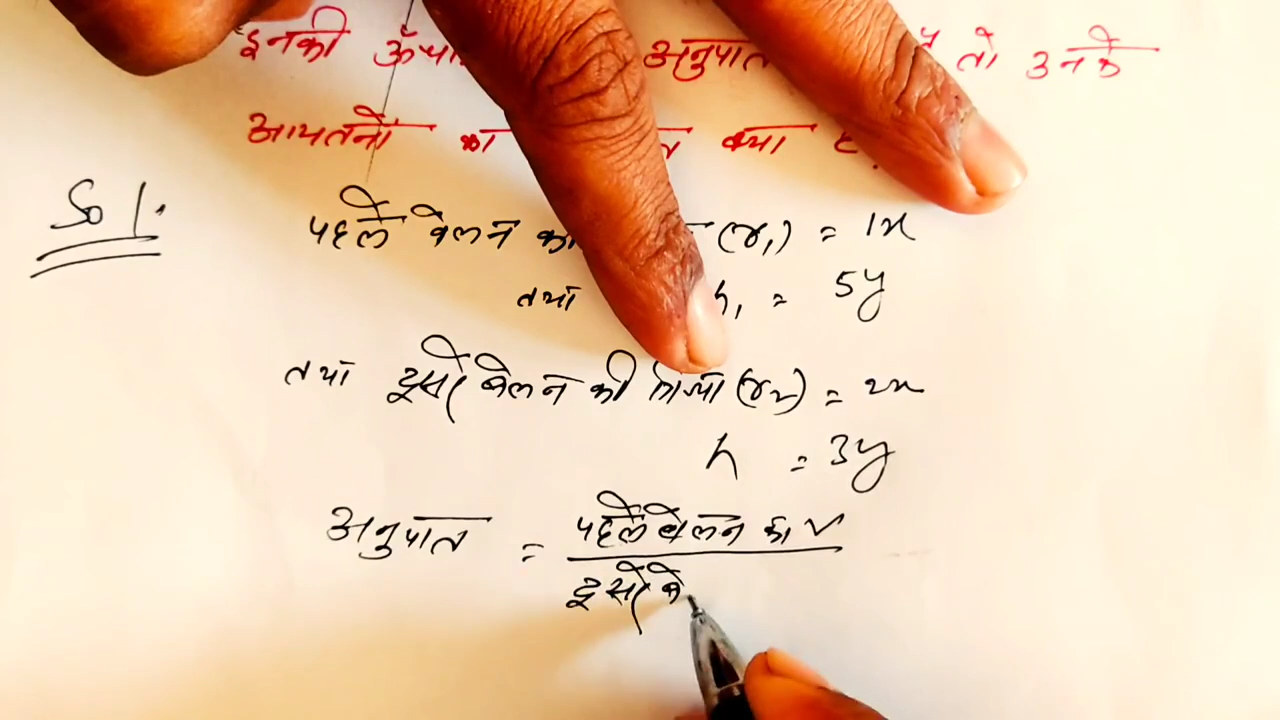 इनकी अनुपात तो उनके
आयतनों का क्या
Sol.
पहले बेलन का (r₁) = 1x
तथा h₁ = 5y
तथा दूसरे बेलन की त्रिज्या (r₂) = 2x
h = 3y
अनुपात = पहले बेलन का V
दूसरे बे